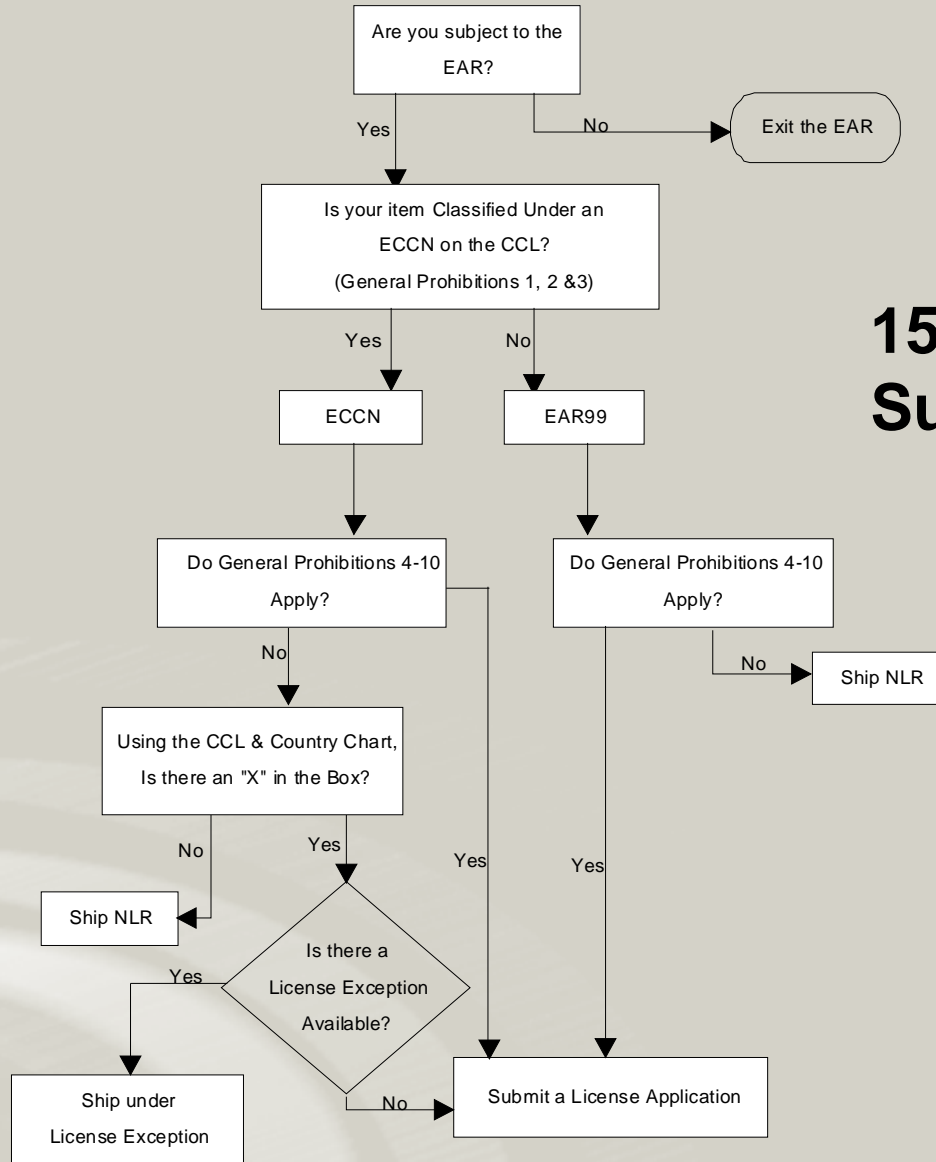 Are you subject to the
EAR?
Yes
No
Exit the EAR
Is your item Classified Under an
ECCN on the CCL?
(General Prohibitions 1, 2 &3)
15
Su
Yes
No
ECCN
EAR99
Do General Prohibitions 4-10
Apply?
Do General Prohibitions 4-10
Apply?
No
No
Ship NLR
Using the CCL & Country Chart,
Is there an "X" in the Box?
No
Yes
Yes
Yes
Ship NLR
Is there a
License Exception
Available?
Yes
Ship under
License Exception
No
Submit a License Application